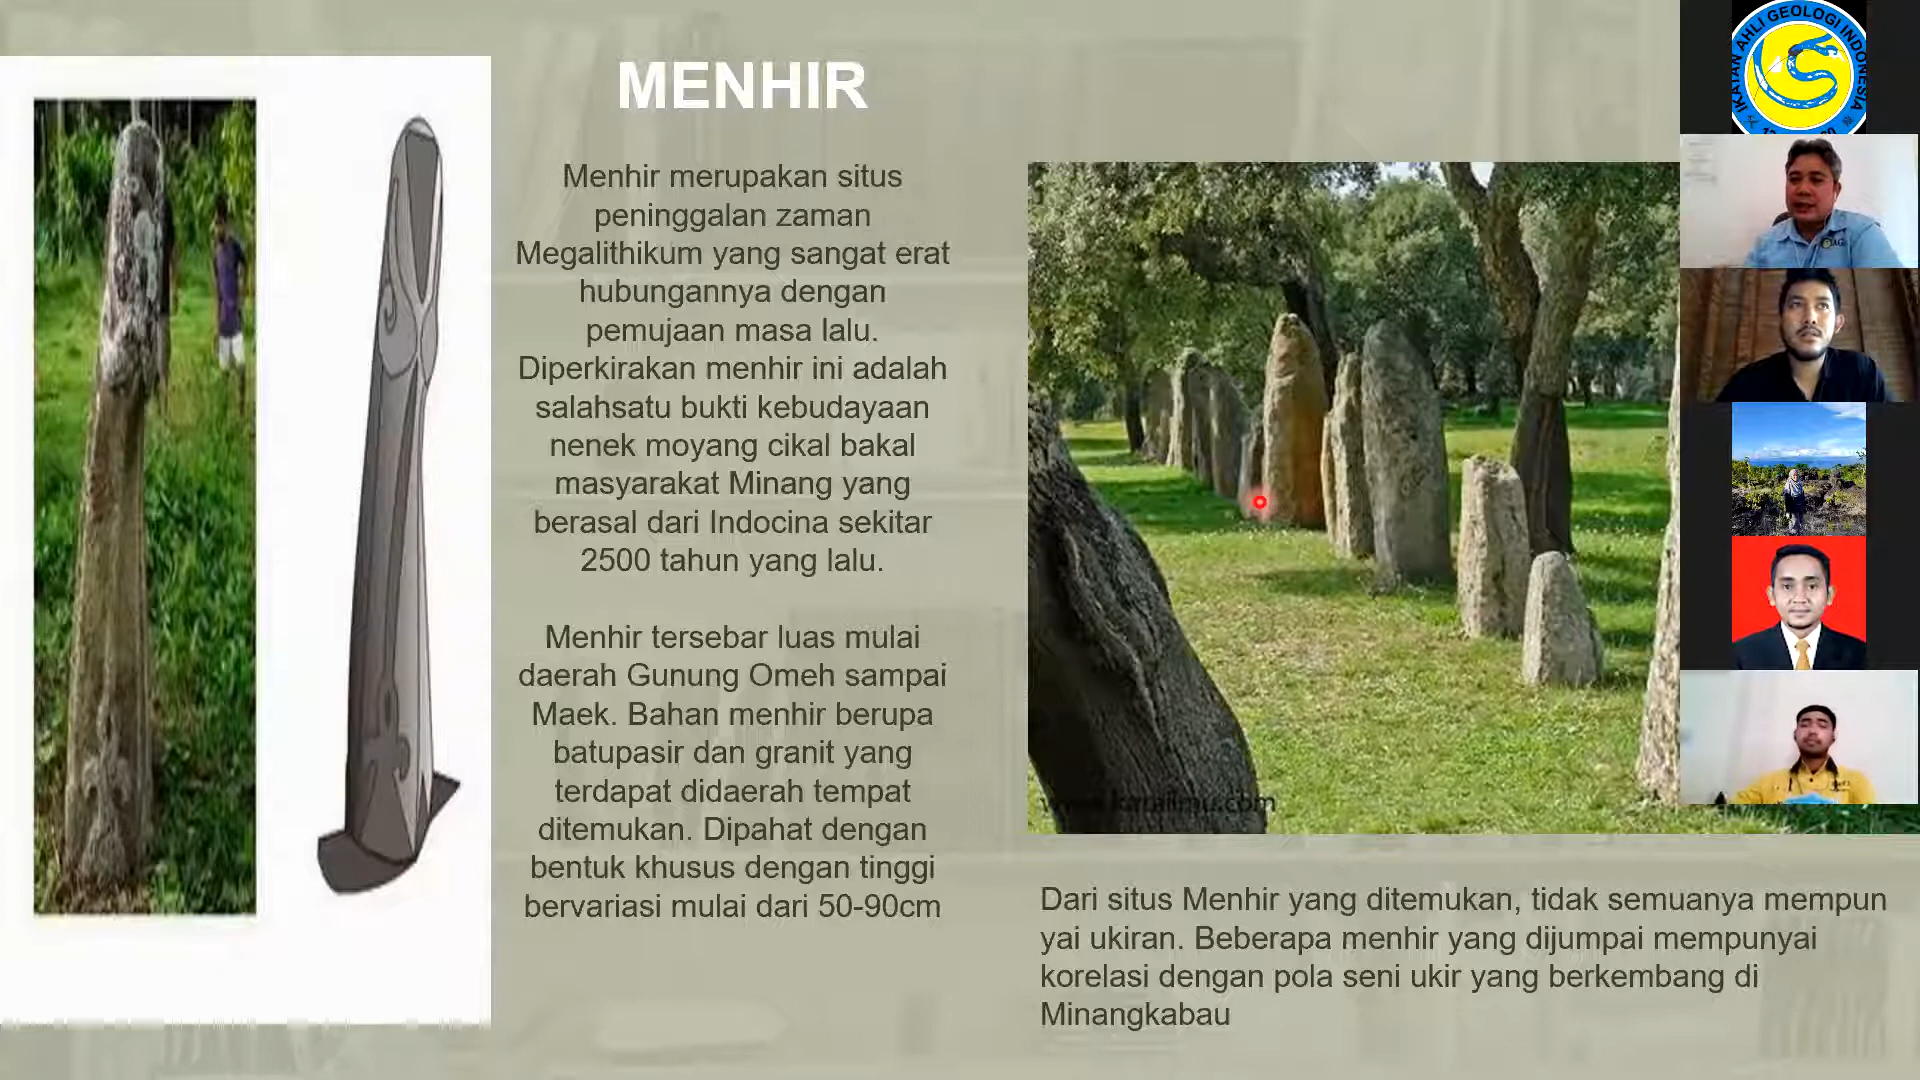 MENHIR
Menhir merupakan situs
peninggalan zaman
Megalithikum yang sangat erat
hubungannya dengan
pemujaan masa lalu.
Diperkirakan menhir ini adalah
salahsatu bukti kebudayaan
nenek moyang cikal bakal
masyarakat Minang yang
berasal dari Indocina sekitar
2500 tahun yang lalu.
Menhir tersebar luas mulai
daerah Gunung Omeh sampai
Maek. Bahan menhir berupa
batupasir dan granit yang
terdapat didaerah tempat
ditemukan. Dipahat dengan
bentuk khusus dengan tinggi
bervariasi mulai dari 50-90cm
Dari situs Menhir yang ditemukan, tidak semuanya mempun
yai ukiran. Beberapa menhir yang dijumpai mempunyai
korelasi dengan pola seni ukir yang berkembang di
Minangkabau
IKATAN AHLI GEOLOGI INDONESIA